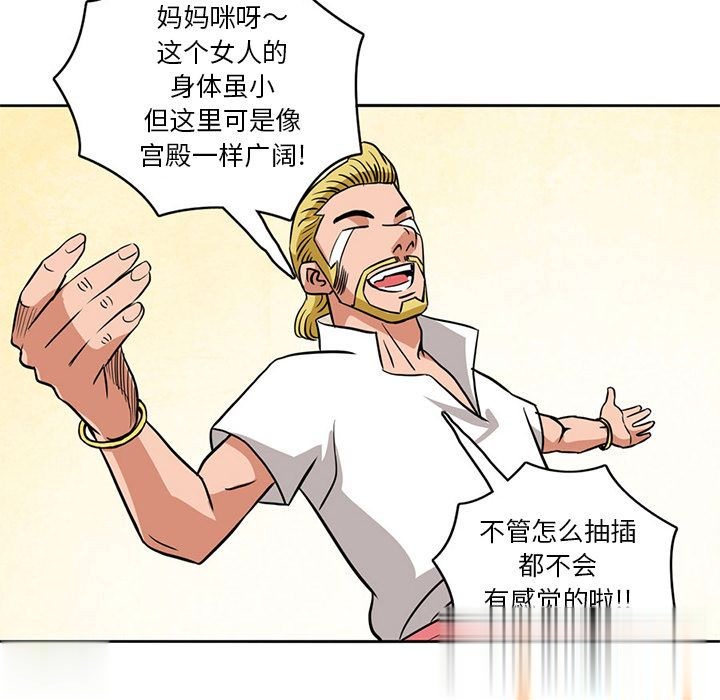 妈妈咪呀～
这个女人的
身体虽小
但这里可是像
宫殿一样广阔!
不管怎么抽插
都不会
有感觉的啦!!